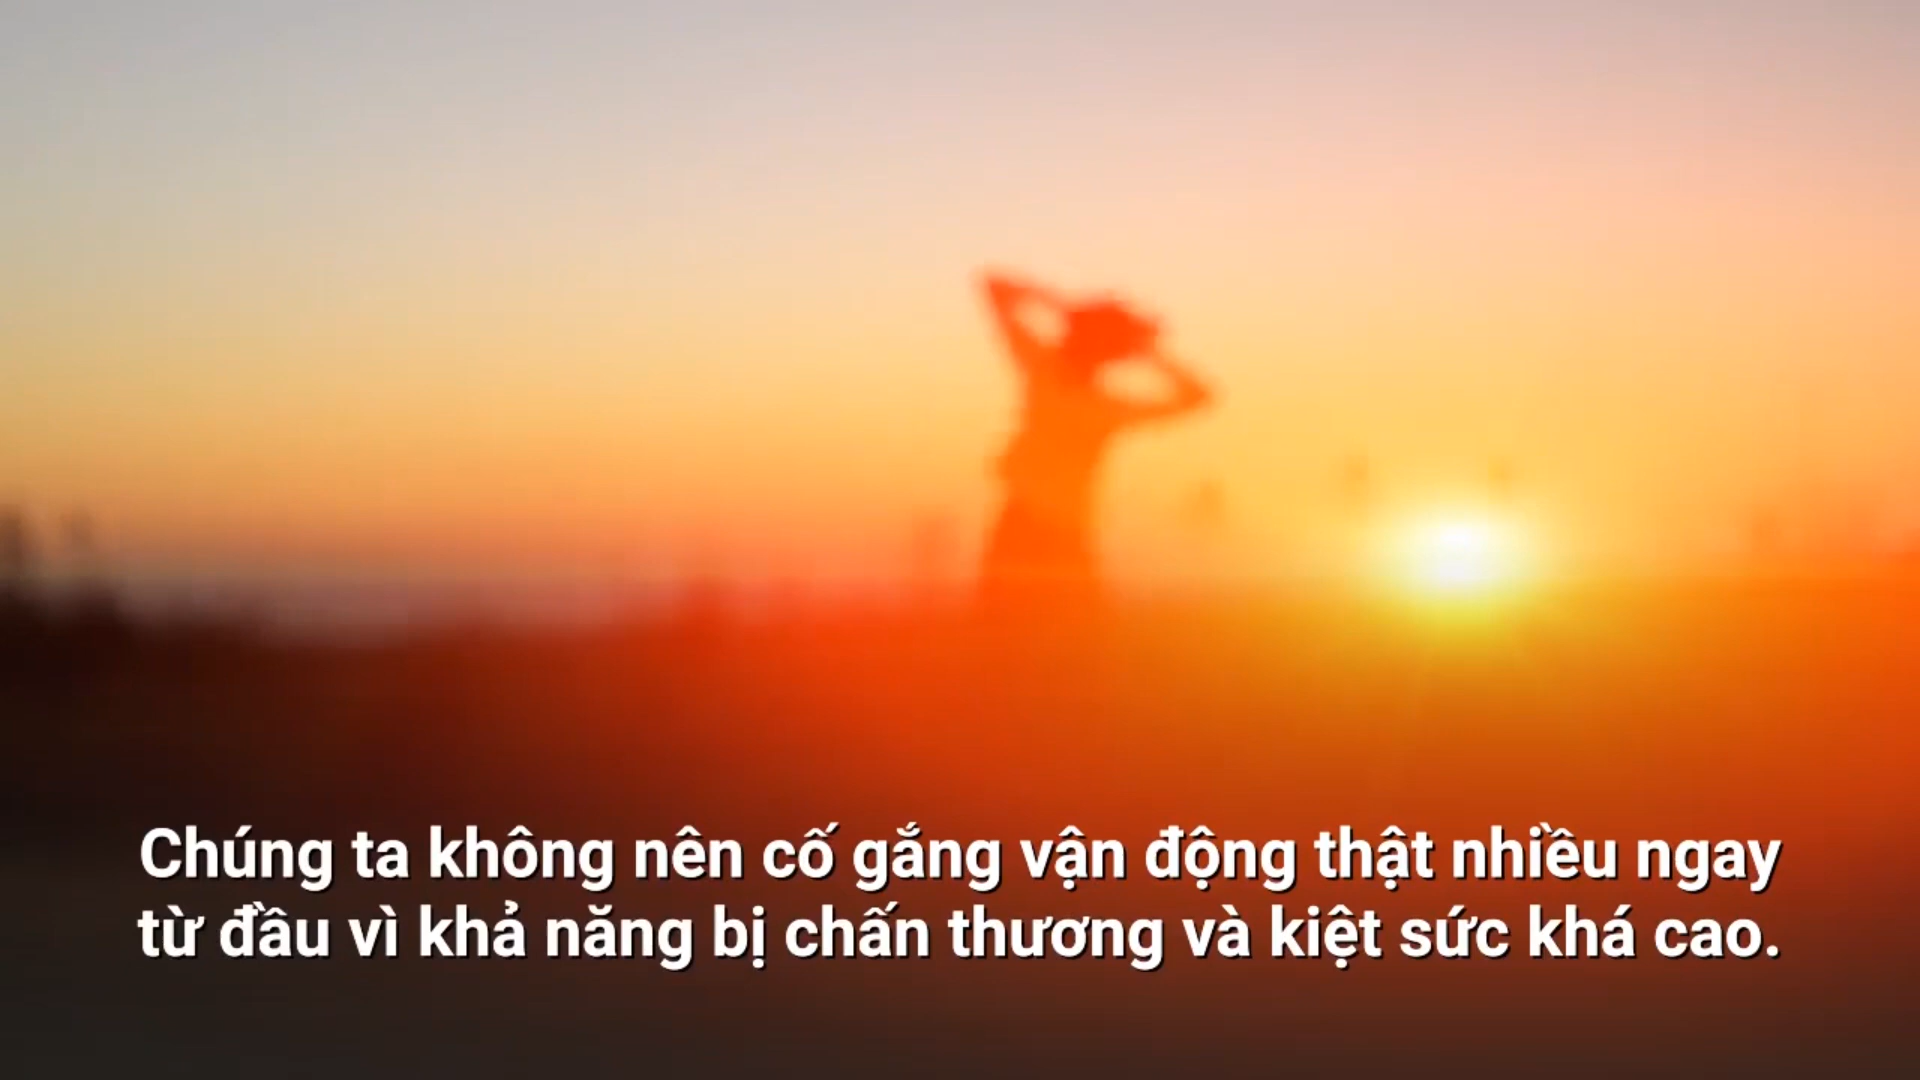 Chúng ta không nên cố gắng vận động thật nhiều ngay
từ đầu vì khả năng bị chấn thương và kiệt sức khá cao.